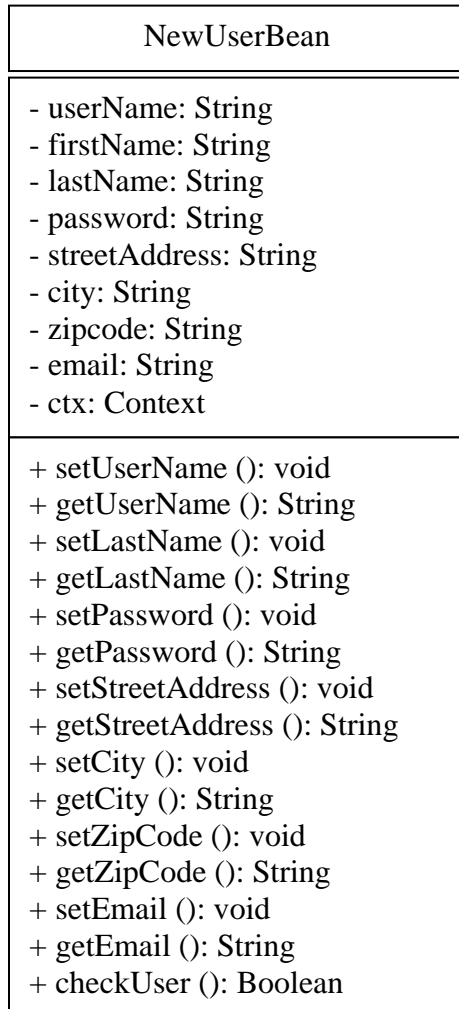 NewUserBean
- userName: String
- firstName: String
- lastName: String
- password: String
- streetAddress: String
- city: String
- zipcode: String
- email: String
- ctx: Context
+ setUserName (): void
+ getUserName (): String
+ setLastName (): void
+ getLastName (): String
+ setPassword (): void
+ getPassword (): String
+ setStreetAddress (): void
+ getStreetAddress (): String
+ setCity (): void
+ getCity (): String
+ setZipCode (): void
+ getZipCode (): String
+ setEmail (): void
+ getEmail (): String
+ checkUser (): Boolean